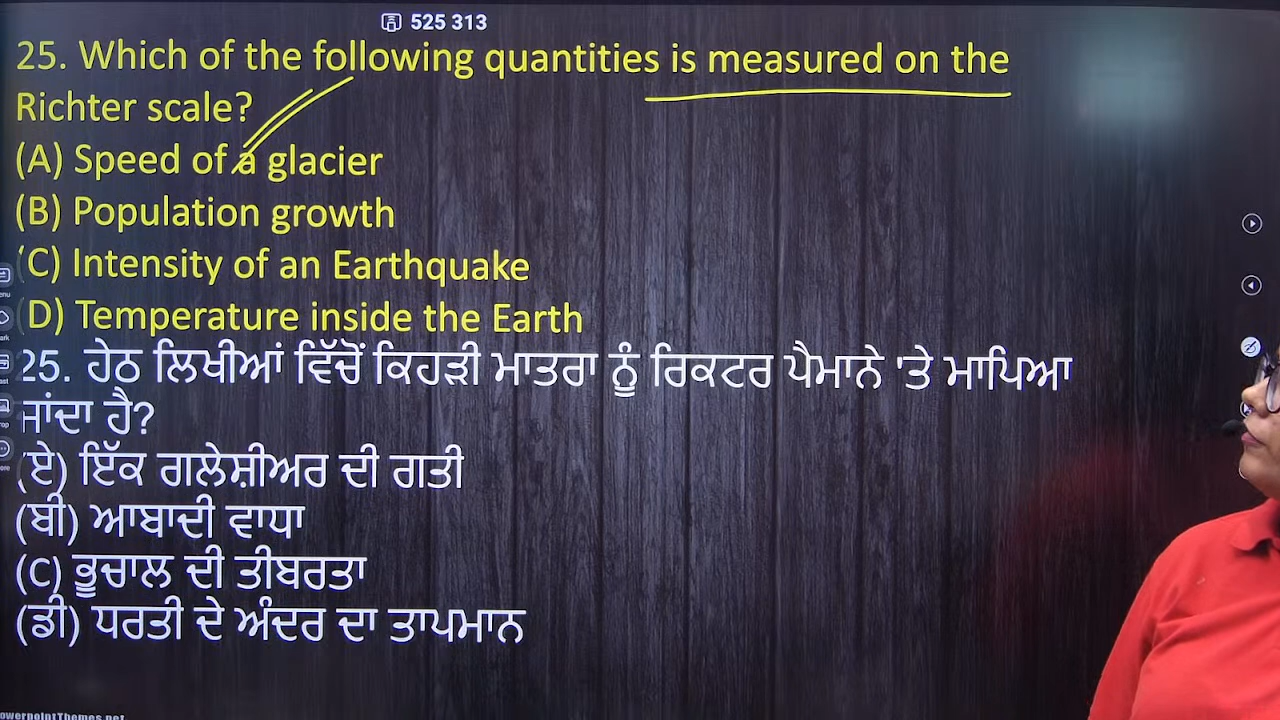 525 313
25. Which of the following quantities is measured on the
Richter scale?
(A) Speed of a glacier
(B) Population growth
(C) Intensity of an Earthquake
(D) Temperature inside the Earth
25. ਹੇਠ ਲਿਖੀਆਂ ਵਿੱਚੋਂ ਕਿਹੜੀ ਮਾਤਰਾ ਨੂੰ ਰਿਕਟਰ ਪੈਮਾਨੇ 'ਤੇ ਮਾਪਿਆ
ਜਾਂਦਾ ਹੈ?
(ਏ) ਇੱਕ ਗਲੇਸ਼ੀਅਰ ਦੀ ਗਤੀ
(ਬੀ) ਆਬਾਦੀ ਵਾਧਾ
(C) ਭੂਚਾਲ ਦੀ ਤੀਬਰਤਾ
(ਡੀ) ਧਰਤੀ ਦੇ ਅੰਦਰ ਦਾ ਤਾਪਮਾਨ